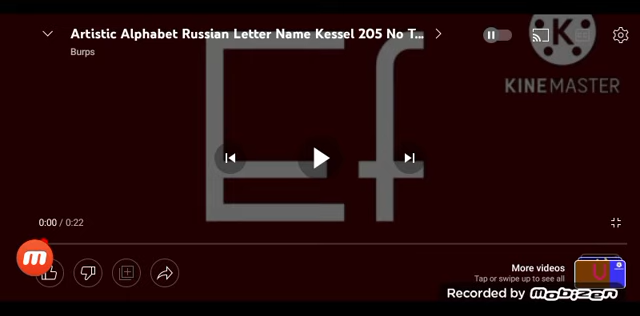 Artistic Alphabet Russian Letter Name Kessel 205 No T...
Burps
K
KINEMASTER
Ef
0:00 / 0:22
More videos
Tap or swipe up to see all
m
U
Recorded by mobizen